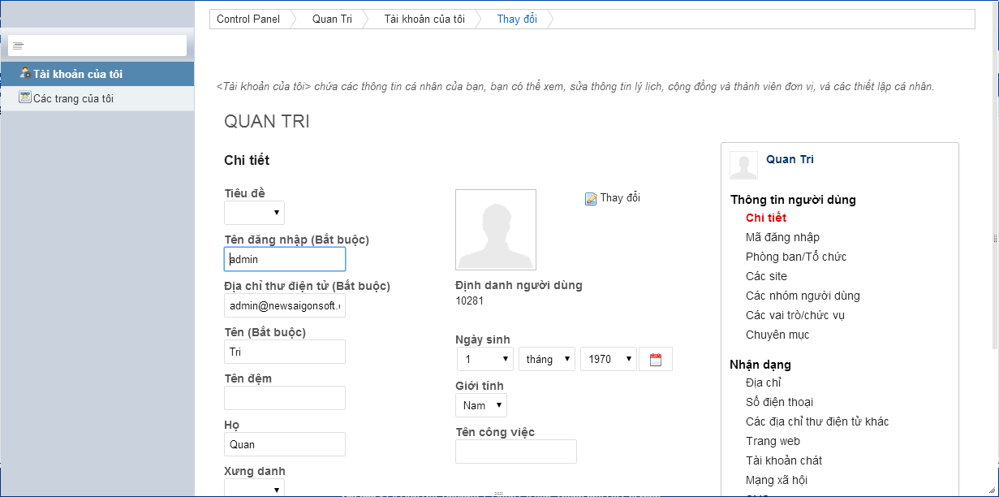 Control Panel Quan Tri Tài khoản của tôi Thay đổi
Tài khoản của tôi
Các trang của tôi
<Tài khoản của tôi> chứa các thông tin cá nhân của bạn, bạn có thể xem, sửa thông tin lý lịch, cộng đồng và thành viên đơn vị, và các thiết lập cá nhân.
QUAN TRI
Chi tiết
Tiêu đề
Tên đăng nhập (Bắt buộc)
admin
Địa chỉ thư điện tử (Bắt buộc)
admin@newsaigonsoft.
Tên (Bắt buộc)
Tri
Tên đệm
Họ
Quan
Xưng danh
Thay đổi
Định danh người dùng
10281
Ngày sinh
1 tháng 1970
Giới tính
Nam
Tên công việc
Quan Tri
Thông tin người dùng
Chi tiết
Mã đăng nhập
Phòng ban/Tổ chức
Các site
Các nhóm người dùng
Các vai trò/chức vụ
Chuyên mục
Nhận dạng
Địa chỉ
Số điện thoại
Các địa chỉ thư điện tử khác
Trang web
Tài khoản chát
Mạng xã hội